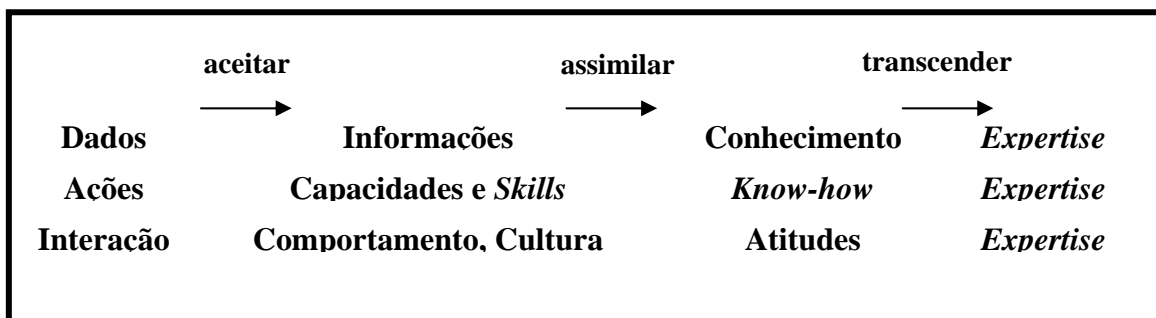 aceitar assimilar transcender
Dados Informações Conhecimento Expertise
Ações Capacidades e Skills Know-how Expertise
Interação Comportamento, Cultura Atitudes Expertise